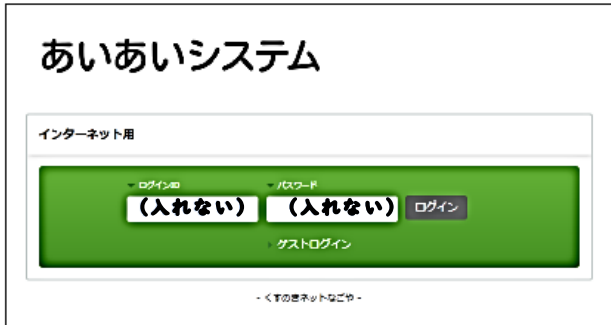 あいあいシステム
インターネット用
ログインID パスワード
（入れない） （入れない） ログイン
ゲストログイン
- くすのきネットなごや -